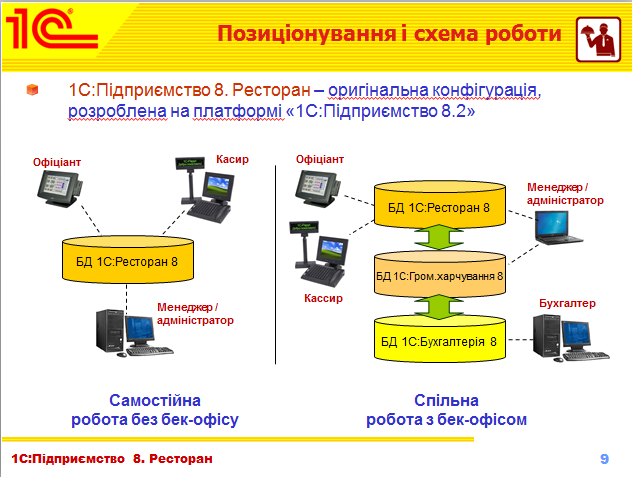 1С®
Позиціонування і схема роботи
1С:Підприємство 8. Ресторан – оригінальна конфігурація,
розроблена на платформі «1С:Підприємство 8.2»
Офіціант
Касир
БД 1С:Ресторан 8
Менеджер /
адміністратор
Самостійна
робота без бек-офісу
Офіціант
Кассир
БД 1С:Ресторан 8
Менеджер /
адміністратор
БД 1С:Гром.харчування 8
БД 1С:Бухгалтерія 8
Бухгалтер
Спільна
робота з бек-офісом
1С:Підприємство 8. Ресторан
9